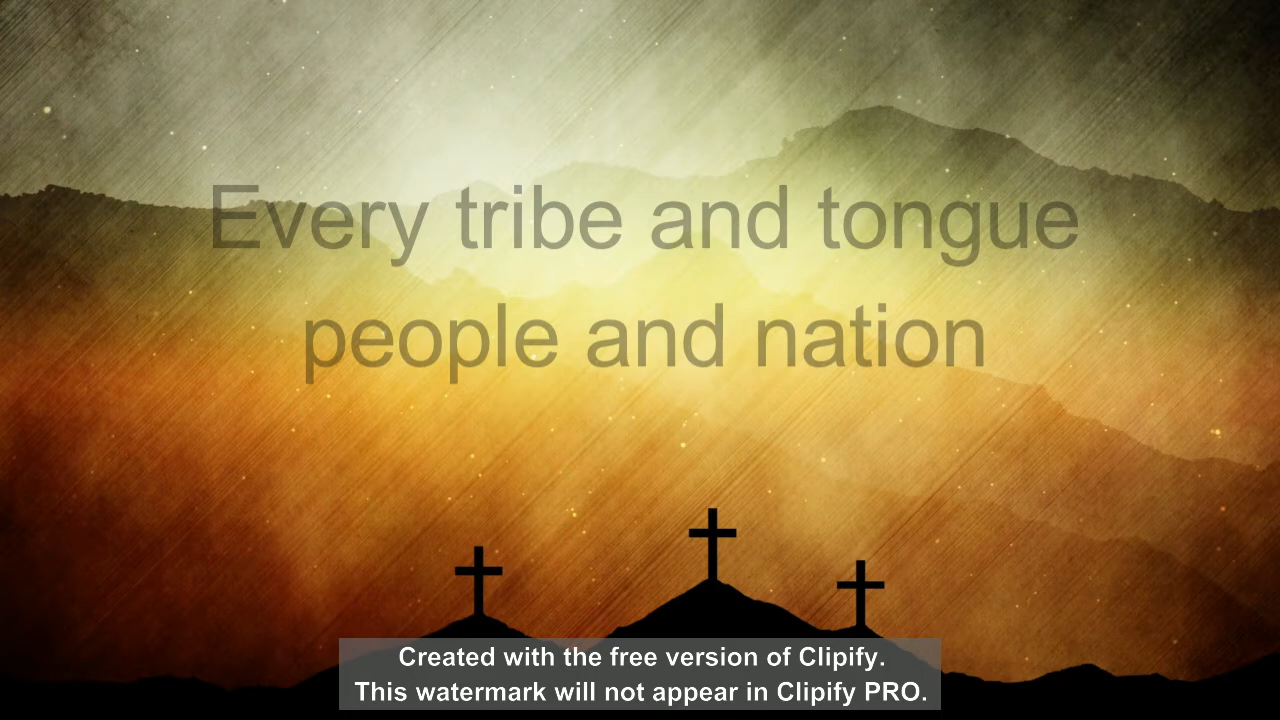 Every tribe and tongue
people and nation
Created with the free version of Clipify.
This watermark will not appear in Clipify PRO.